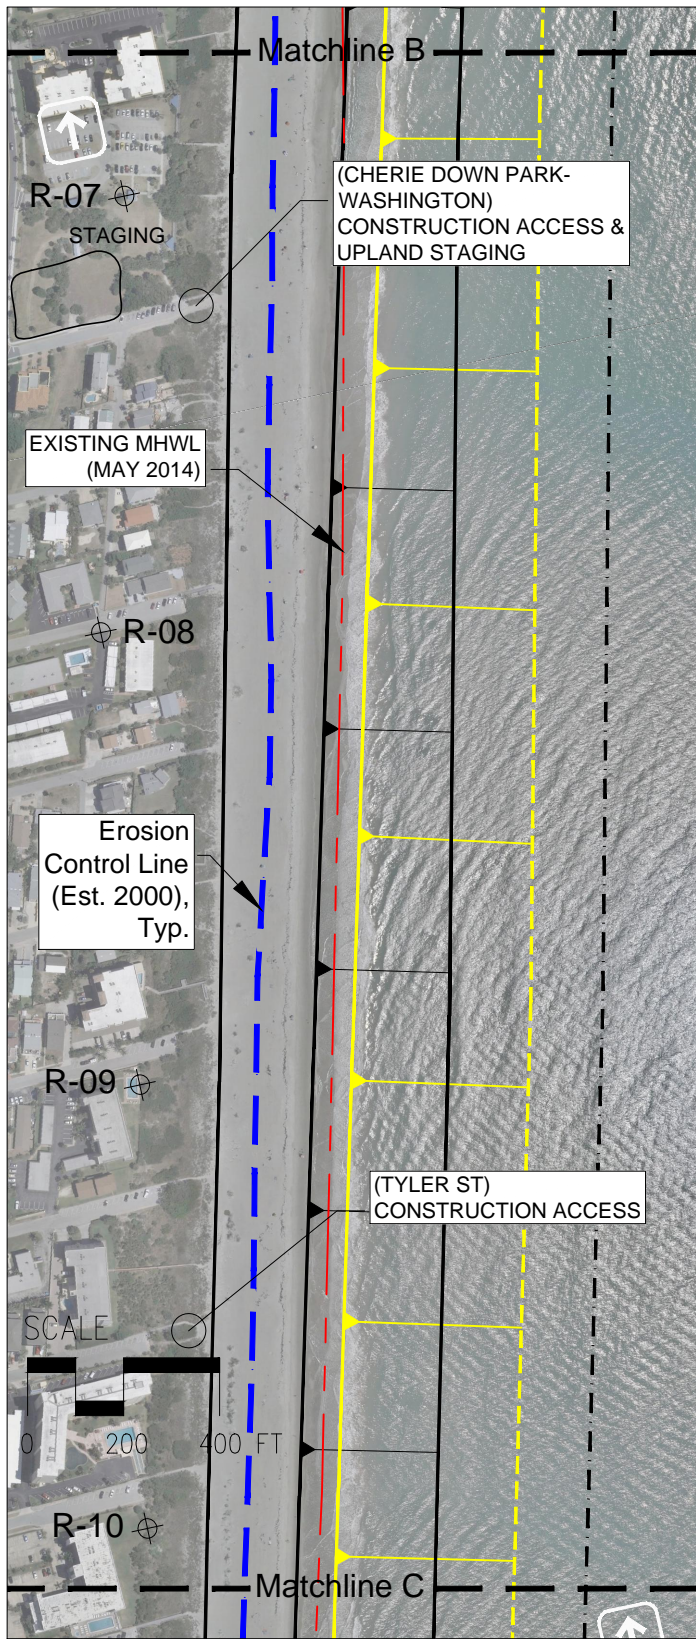 Matchline B
(CHERIE DOWN PARK-
WASHINGTON)
CONSTRUCTION ACCESS &
UPLAND STAGING
R-07
STAGING
EXISTING MHWL
(MAY 2014)
R-08
Erosion
Control Line
(Est. 2000),
Typ.
R-09
(TYLER ST)
CONSTRUCTION ACCESS
SCALE
0 200 400 FT
R-10
Matchline C